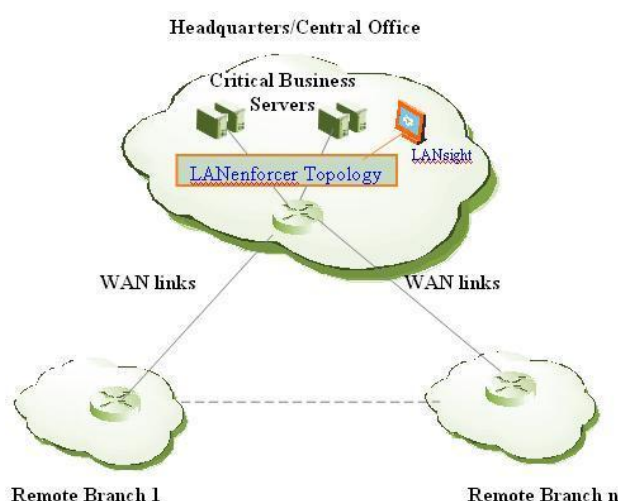 Headquarters/Central Office
Critical Business
Servers
LANsight
LANenforcer Topology
WAN links
WAN links
Remote Branch 1
Remote Branch n